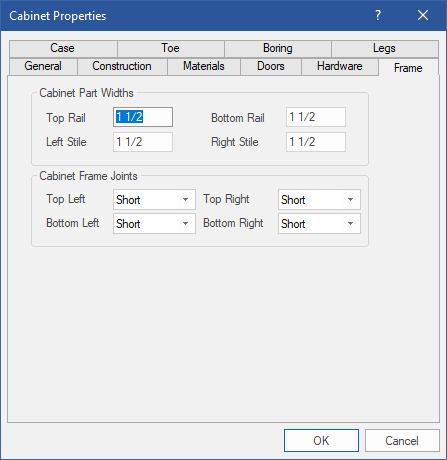 Cabinet Properties ?
Case Toe Boring Legs
General Construction Materials Doors Hardware Frame
Cabinet Part Widths
Top Rail 1 1/2 Bottom Rail 1 1/2
Left Stile 1 1/2 Right Stile 1 1/2
Cabinet Frame Joints
Top Left Short Top Right Short
Bottom Left Short Bottom Right Short
OK Cancel